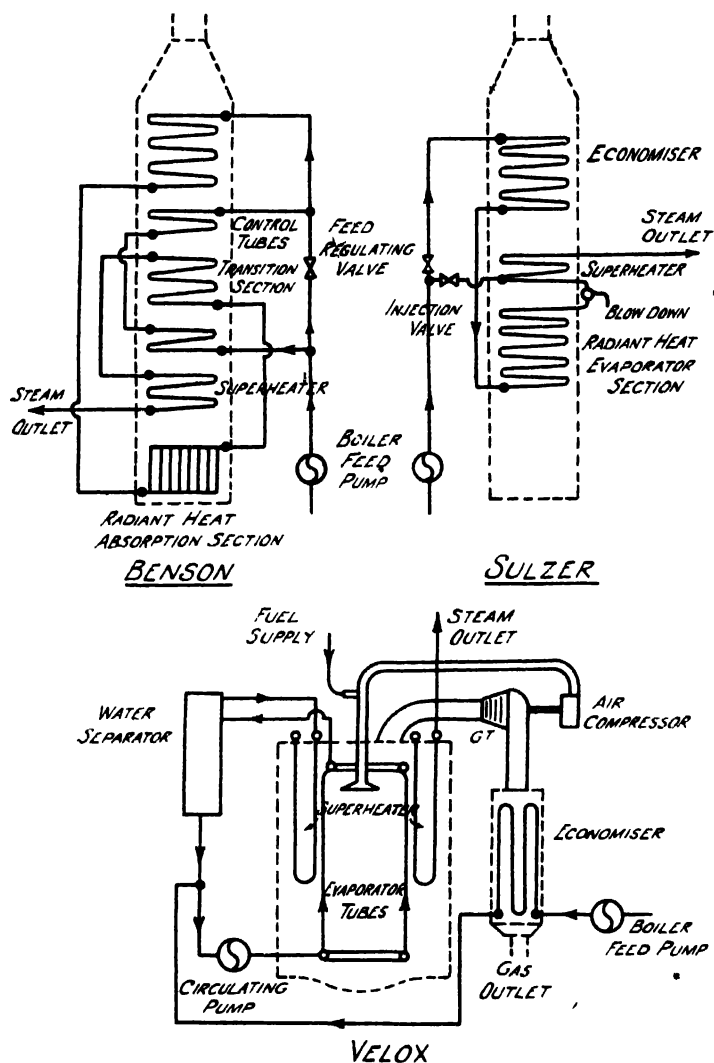 CONTROL
TUBES
TRANSITION
SECTION
FEED
REGULATING
VALVE
SUPERHEATER
STEAM
OUTLET
BOILER
FEED
PUMP
RADIANT HEAT
ABSORPTION SECTION
BENSON
ECONOMISER
STEAM
OUTLET
SUPERHEATER
INJECTION
VALVE
BLOW DOWN
RADIANT HEAT
EVAPORATOR
SECTION
SULZER
FUEL
SUPPLY
STEAM
OUTLET
WATER
SEPARATOR
GT
AIR
COMPRESSOR
SUPERHEATER
ECONOMISER
EVAPORATOR
TUBES
BOILER
FEED PUMP
CIRCULATING
PUMP
GAS
OUTLET
VELOX